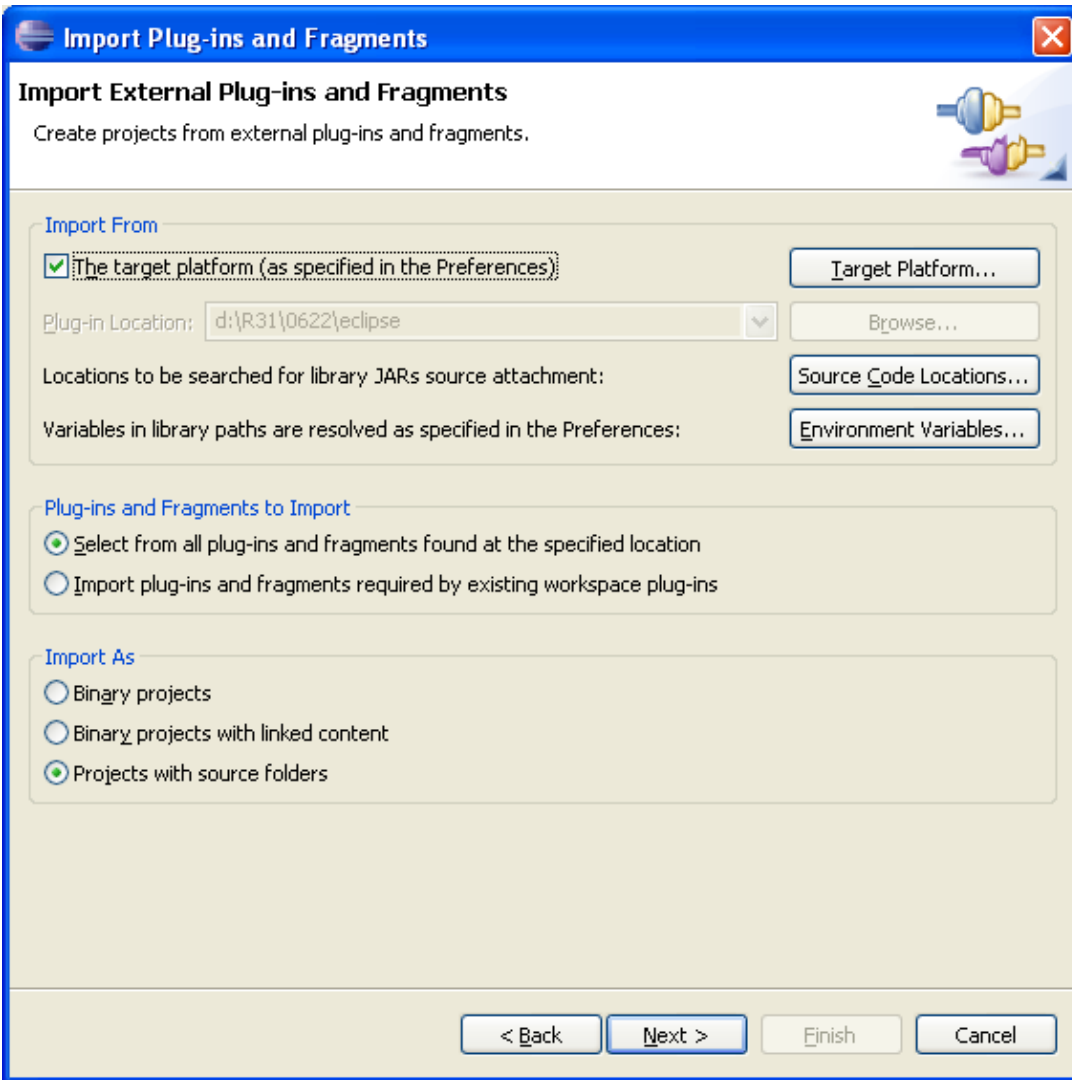 Import Plug-ins and Fragments
Import External Plug-ins and Fragments
Create projects from external plug-ins and fragments.
Import From
The target platform (as specified in the Preferences)
Target Platform...
Plug-in Location:
d:\R31\0622\eclipse
Browse...
Locations to be searched for library JARs source attachment:
Source Code Locations...
Variables in library paths are resolved as specified in the Preferences:
Environment Variables...
Plug-ins and Fragments to Import
Select from all plug-ins and fragments found at the specified location
Import plug-ins and fragments required by existing workspace plug-ins
Import As
Binary projects
Binary projects with linked content
Projects with source folders
< Back
Next >
Finish
Cancel